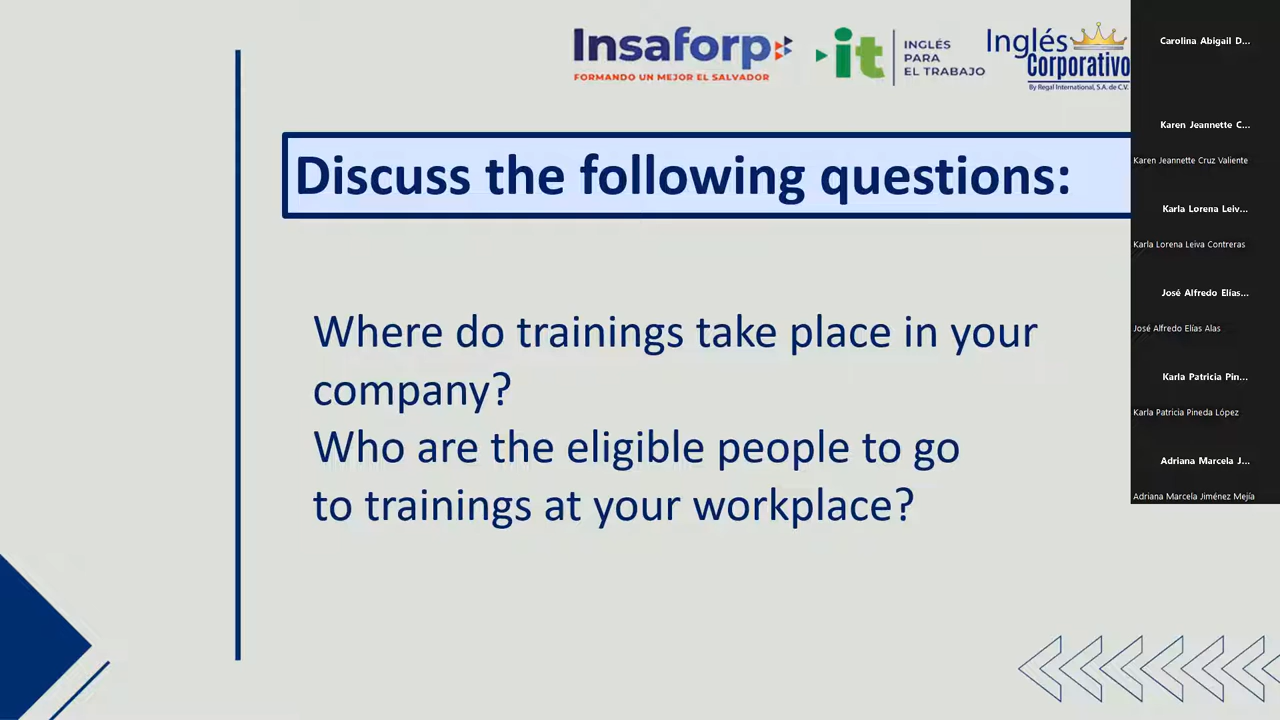 Insaforp
FORMANDO UN MEJOR EL SALVADOR
it
INGLÉS
PARA
EL TRABAJO
Inglés
Corporativo
By Regal International, S.A. de C.V.
Discuss the following questions:
Where do trainings take place in your
company?
Who are the eligible people to go
to trainings at your workplace?
Carolina Abigail D...
Karen Jeannette C...
Karen Jeannette Cruz Valiente
Karla Lorena Leiv...
Karla Lorena Leiva Contreras
José Alfredo Elías...
José Alfredo Elías Alas
Karla Patricia Pin...
Karla Patricia Pineda López
Adriana Marcela J...
Adriana Marcela Jiménez Mejía